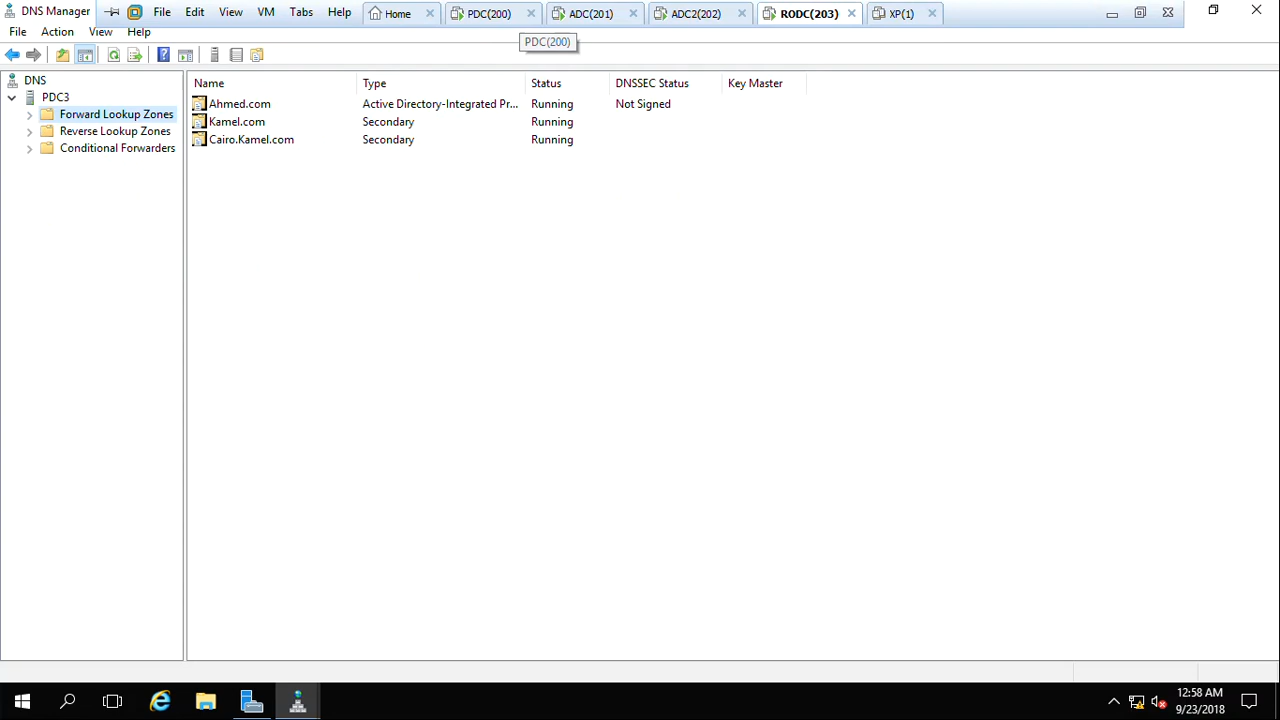 DNS Manager File Edit View VM Tabs Help Home PDC(200) ADC(201) ADC2(202) RODC(203) XP(1)
File Action View Help
PDC(200)
DNS
PDC3
Forward Lookup Zones
Reverse Lookup Zones
Conditional Forwarders
Name Type Status DNSSEC Status Key Master
Ahmed.com Active Directory-Integrated Pr... Running Not Signed
Kamel.com Secondary Running
Cairo.Kamel.com Secondary Running
12:58 AM
9/23/2018